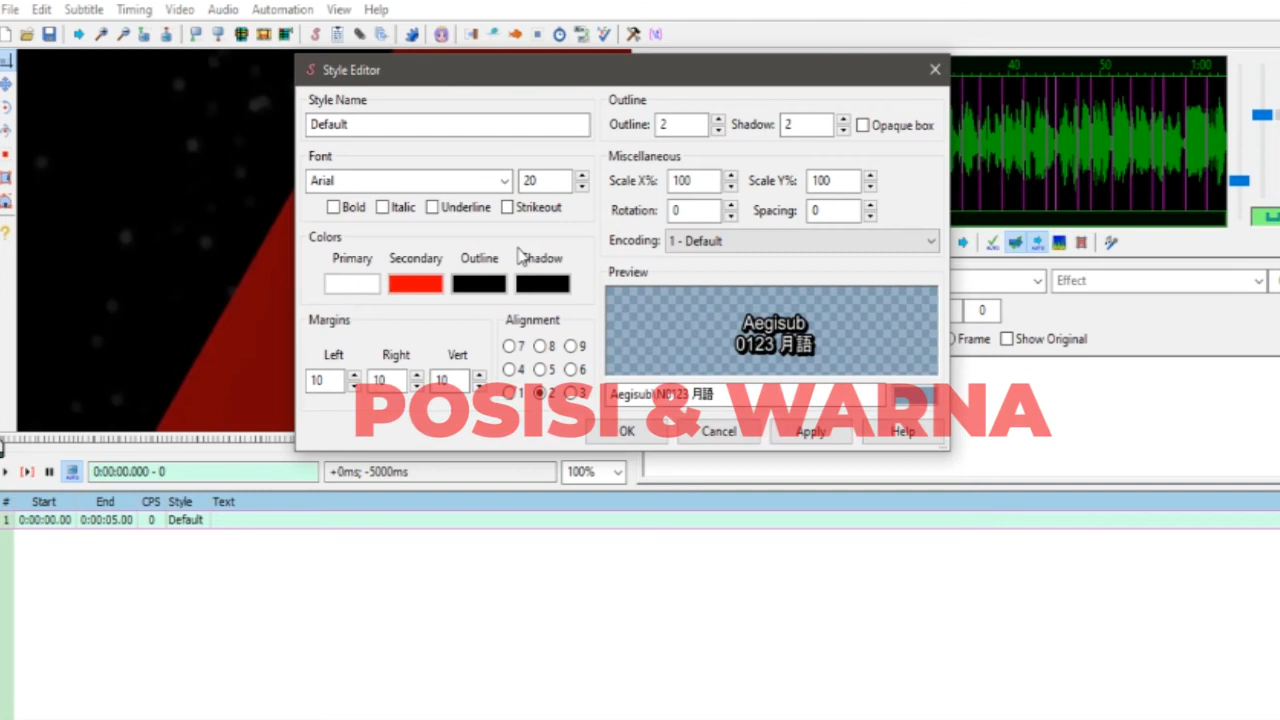 File Edit Subtitle Timing Video Audio Automation View Help
Style Editor
Style Name
Default
Font
Arial 20
Bold Italic Underline Strikeout
Colors
Primary Secondary Outline Shadow
Margins
Left Right Vert
10 10 10
Alignment
7 8 9
4 5 6
1 2 3
Outline
Outline: 2 Shadow: 2 Opaque box
Miscellaneous
Scale X%: 100 Scale Y%: 100
Rotation: 0 Spacing: 0
Encoding: 1 - Default
Preview
Aegisub
0123 月語
Aegisub\N0123 月語
OK Cancel Apply Help
POSISI & WARNA
40 50 1:00
Effect
0
Frame Show Original
0:00:00.000 - 0 +0ms; -5000ms 100%
# Start End CPS Style Text
1 0:00:00.00 0:00:05.00 0 Default